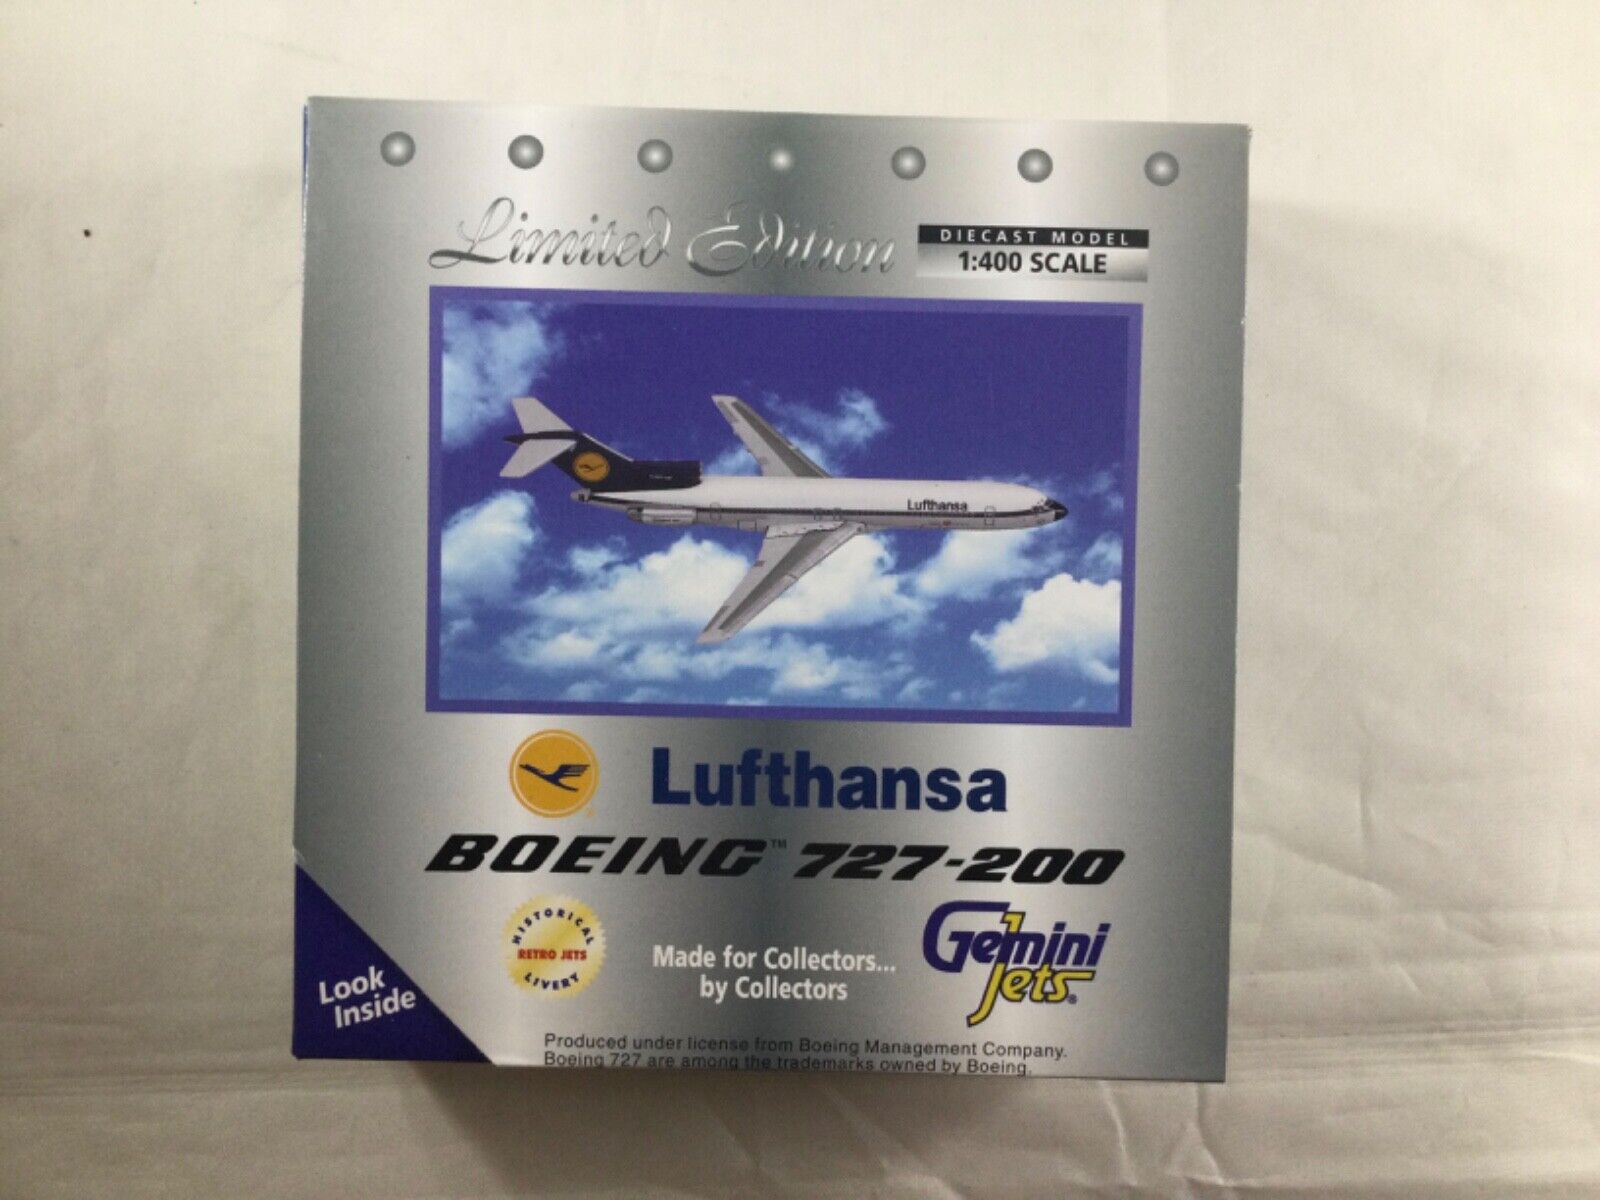 Limited Edition
DIECAST MODEL
1:400 SCALE
Lufthansa
Lufthansa
BOEING™ 727-200
HISTORICAL
RETRO JETS
LIVERY
Made for Collectors...
by Collectors
Gemini
Jets®
Look
Inside
Produced under license from Boeing Management Company.
Boeing 727 are among the trademarks owned by Boeing.